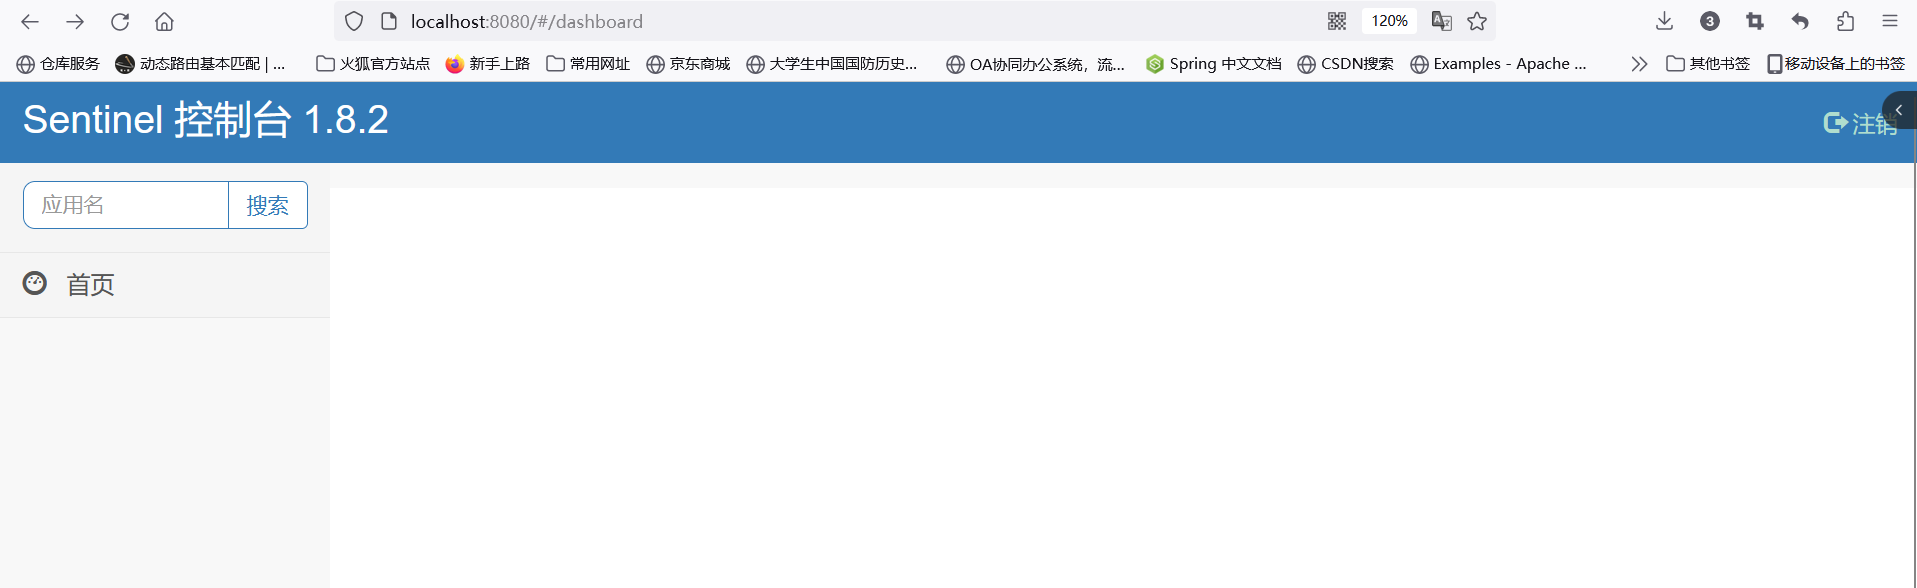 localhost:8080/#/dashboard 120% 3
仓库服务 动态路由基本匹配 | ... 火狐官方站点 新手上路 常用网址 京东商城 大学生中国国防历史... OA协同办公系统，流... Spring 中文文档 CSDN搜索 Examples - Apache ... 其他书签 移动设备上的书签
Sentinel 控制台 1.8.2 注销
应用名 搜索
首页